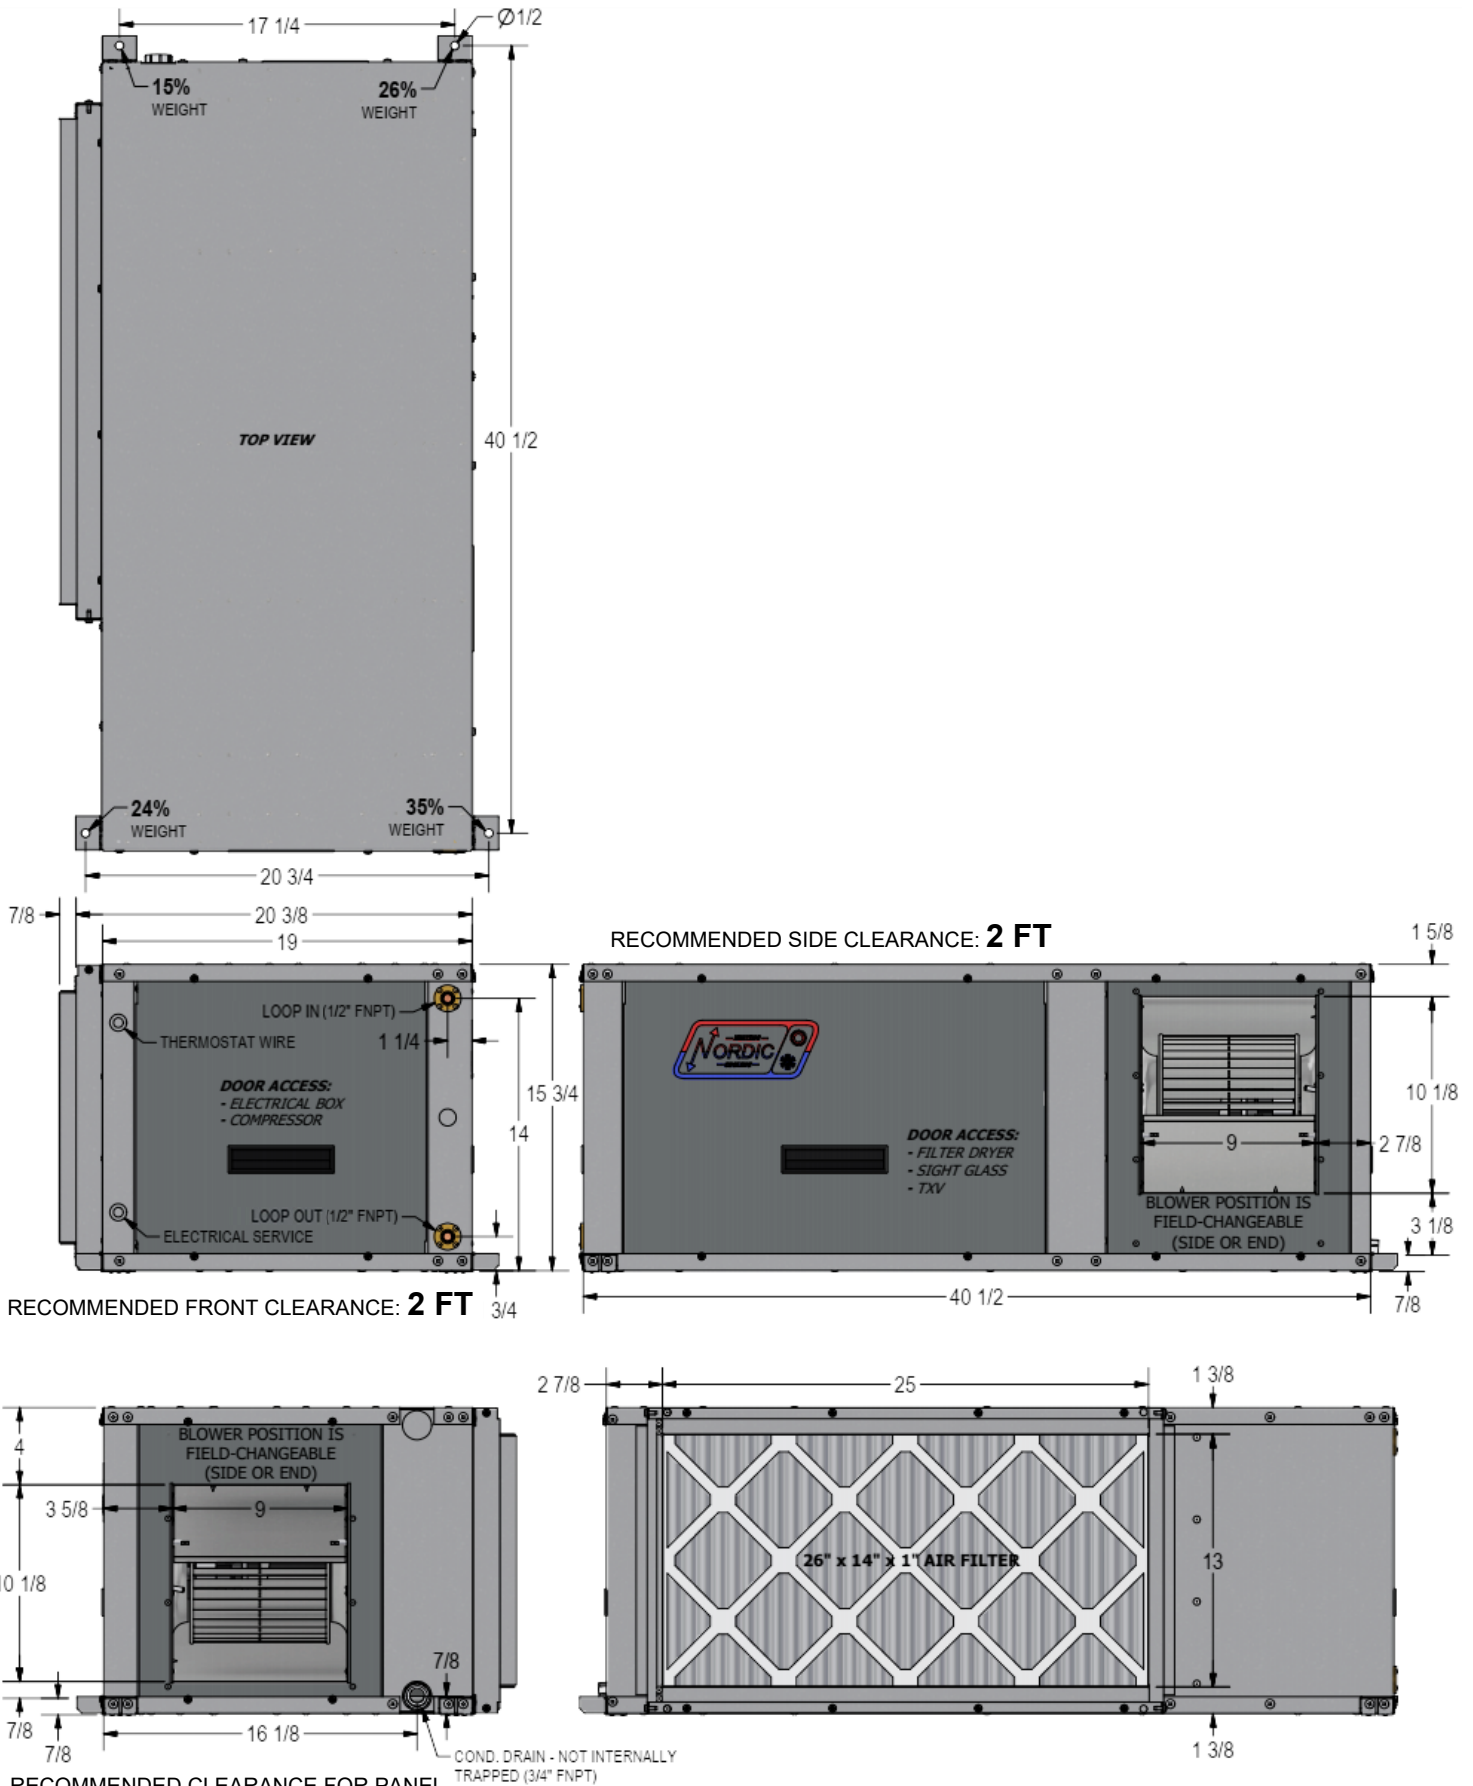 17 1/4
Ø1/2
15%
WEIGHT
26%
WEIGHT
TOP VIEW
40 1/2
24%
WEIGHT
35%
WEIGHT
20 3/4
7/8
20 3/8
19
RECOMMENDED SIDE CLEARANCE: 2 FT
1 5/8
LOOP IN (1/2" FNPT)
THERMOSTAT WIRE
1 1/4
DOOR ACCESS:
- ELECTRICAL BOX
- COMPRESSOR
15 3/4
14
LOOP OUT (1/2" FNPT)
ELECTRICAL SERVICE
NORDIC
DOOR ACCESS:
- FILTER DRYER
- SIGHT GLASS
- TXV
10 1/8
9
2 7/8
BLOWER POSITION IS
FIELD-CHANGEABLE
(SIDE OR END)
3 1/8
RECOMMENDED FRONT CLEARANCE: 2 FT
3/4
40 1/2
7/8
2 7/8
25
1 3/8
4
BLOWER POSITION IS
FIELD-CHANGEABLE
(SIDE OR END)
3 5/8
9
10 1/8
26" x 14" x 1" AIR FILTER
13
7/8
7/8
7/8
16 1/8
1 3/8
COND. DRAIN - NOT INTERNALLY
TRAPPED (3/4" FNPT)
RECOMMENDED CLEARANCE FOR PANEL